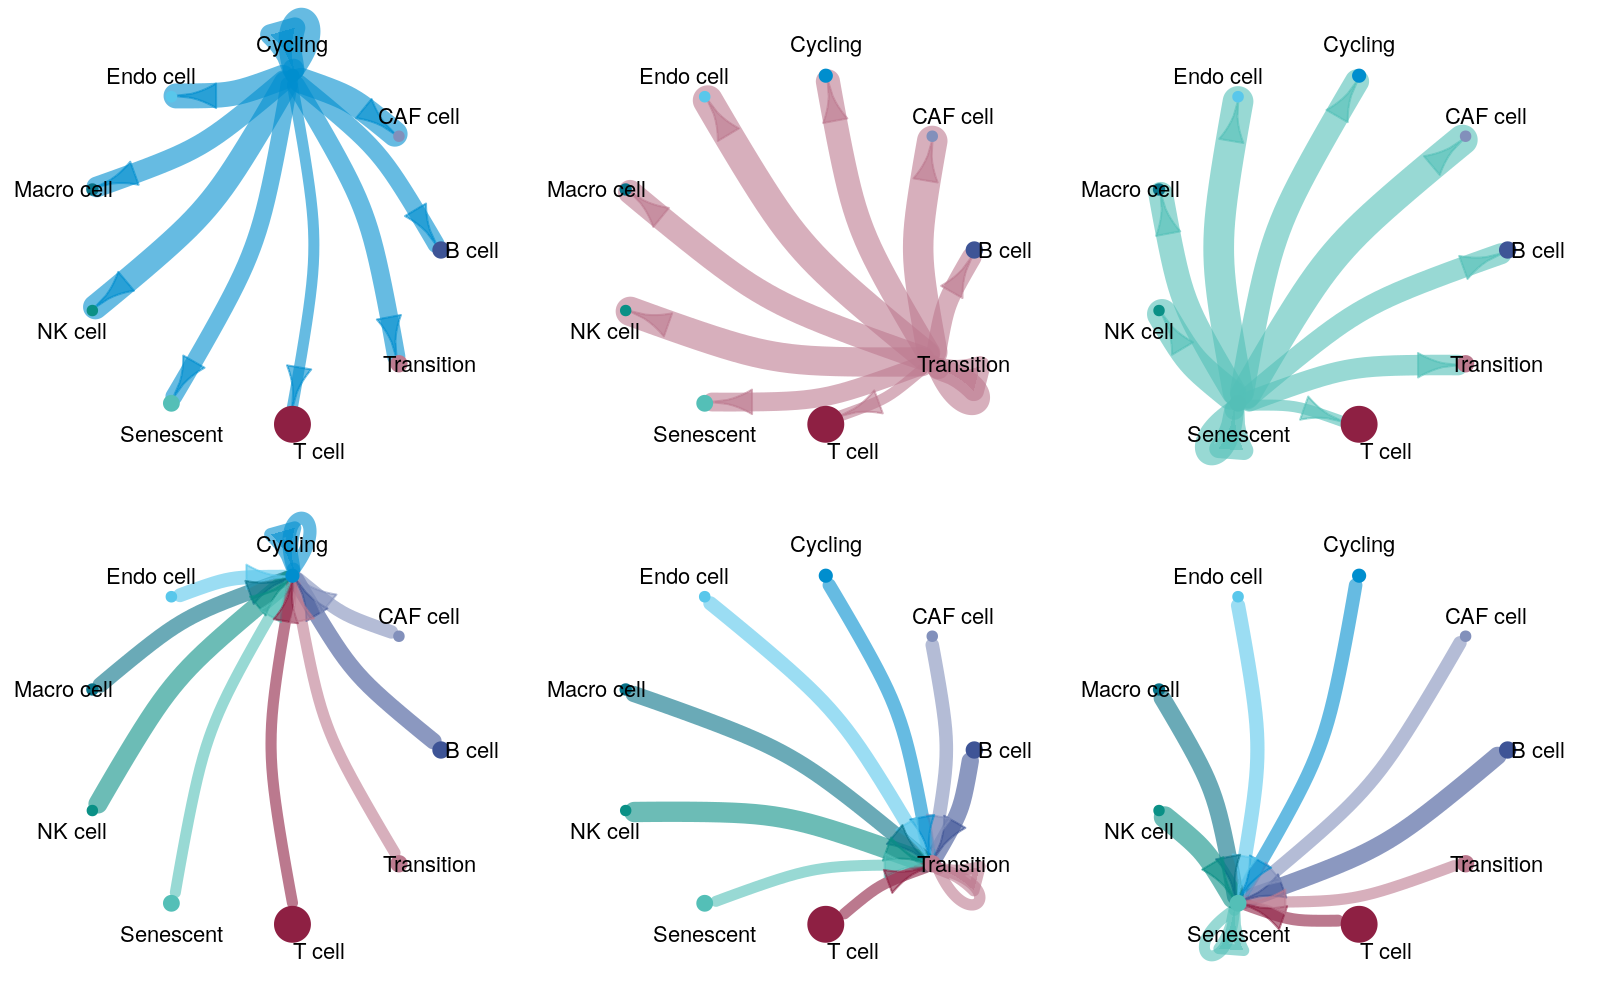 Cycling
Endo cell
CAF cell
Macro cell
B cell
NK cell
Transition
Senescent
T cell
Cycling
Endo cell
CAF cell
Macro cell
B cell
NK cell
Transition
Senescent
T cell
Cycling
Endo cell
CAF cell
Macro cell
B cell
NK cell
Transition
Senescent
T cell
Cycling
Endo cell
CAF cell
Macro cell
B cell
NK cell
Transition
Senescent
T cell
Cycling
Endo cell
CAF cell
Macro cell
B cell
NK cell
Transition
Senescent
T cell
Cycling
Endo cell
CAF cell
Macro cell
B cell
NK cell
Transition
Senescent
T cell